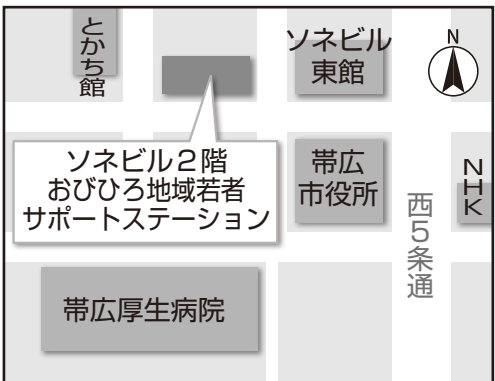 とかち館
ソネビル
東館
N
ソネビル2階
おびひろ地域若者
サポートステーション
帯広
市役所
NHK
西5条通
帯広厚生病院